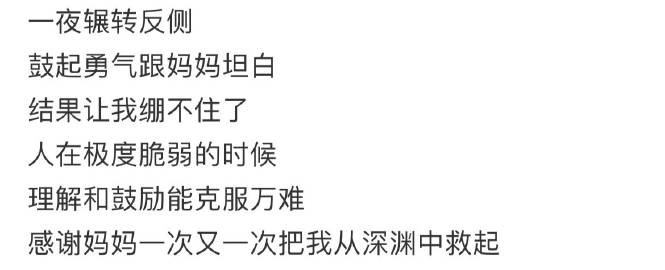 一夜辗转反侧
鼓起勇气跟妈妈坦白
结果让我绷不住了
人在极度脆弱的时候
理解和鼓励能克服万难
感谢妈妈一次又一次把我从深渊中救起